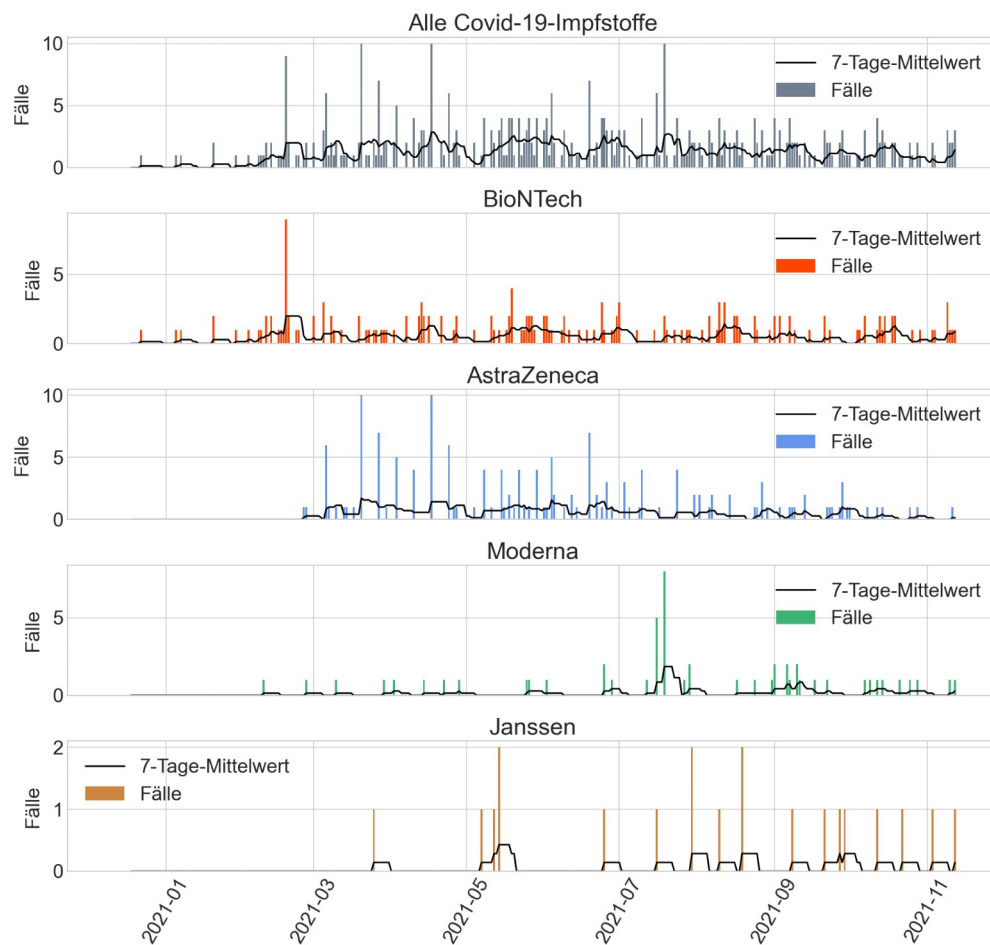 Alle Covid-19-Impfstoffe
10
5
0
Fälle
7-Tage-Mittelwert
Fälle
BioNTech
5
0
Fälle
7-Tage-Mittelwert
Fälle
AstraZeneca
10
5
0
Fälle
7-Tage-Mittelwert
Fälle
Moderna
5
0
Fälle
7-Tage-Mittelwert
Fälle
Janssen
2
1
0
Fälle
7-Tage-Mittelwert
Fälle
2021-01
2021-03
2021-05
2021-07
2021-09
2021-11